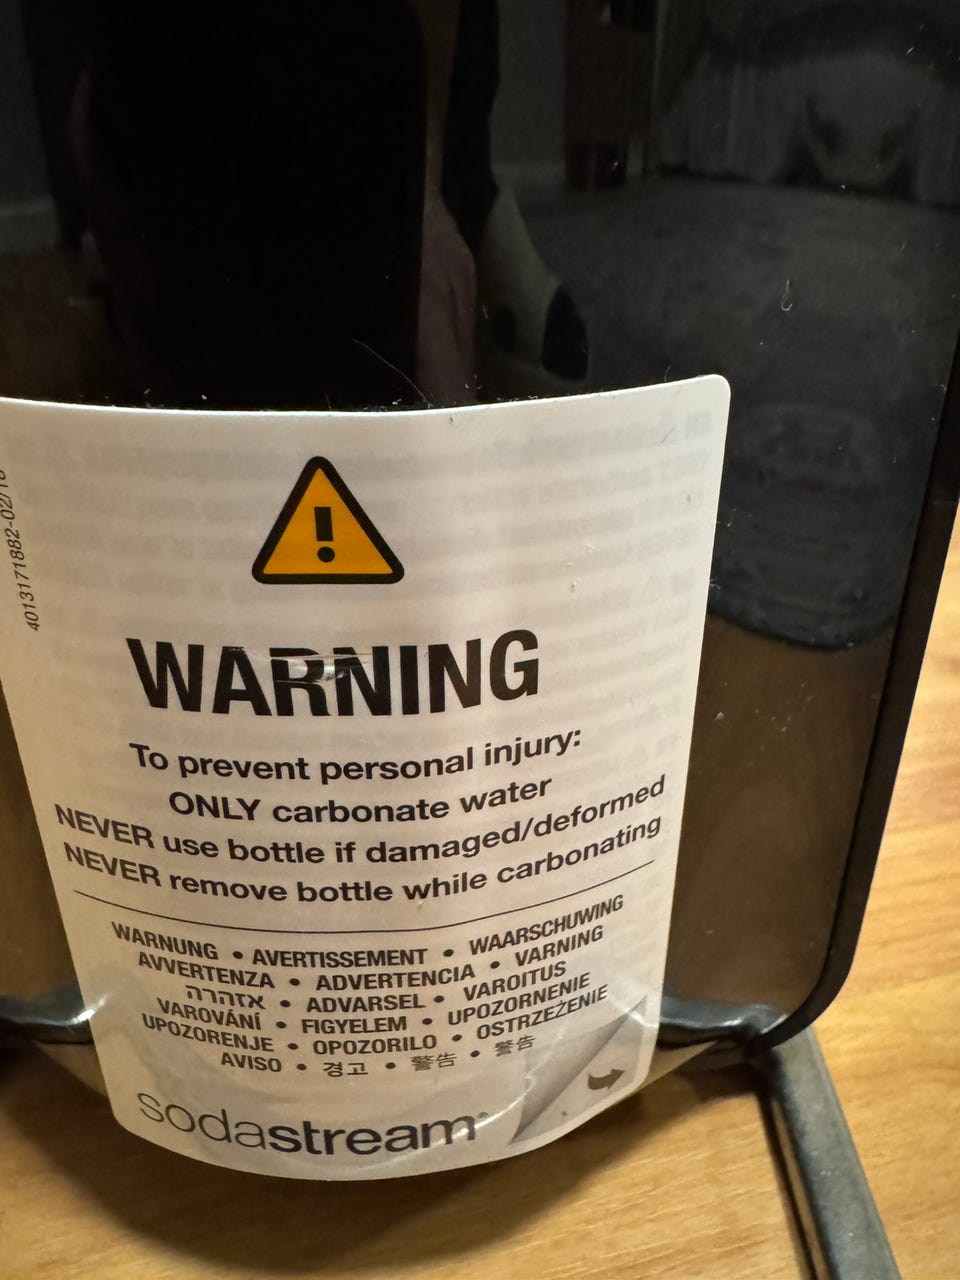 4013171882-02/1
WARNING
To prevent personal injury:
ONLY carbonate water
NEVER use bottle if damaged/deformed
NEVER remove bottle while carbonating
WARNUNG • AVERTISSEMENT • WAARSCHUWING
AVVERTENZA • ADVERTENCIA • VARNING
אזהרה • ADVARSEL • VAROITUS
VAROVÁNÍ • FIGYELEM • UPOZORNENIE
UPOZORENJE • OPOZORILO • OSTRZEŻENIE
AVISO • 경고 • 警告 • 警告
sodastream